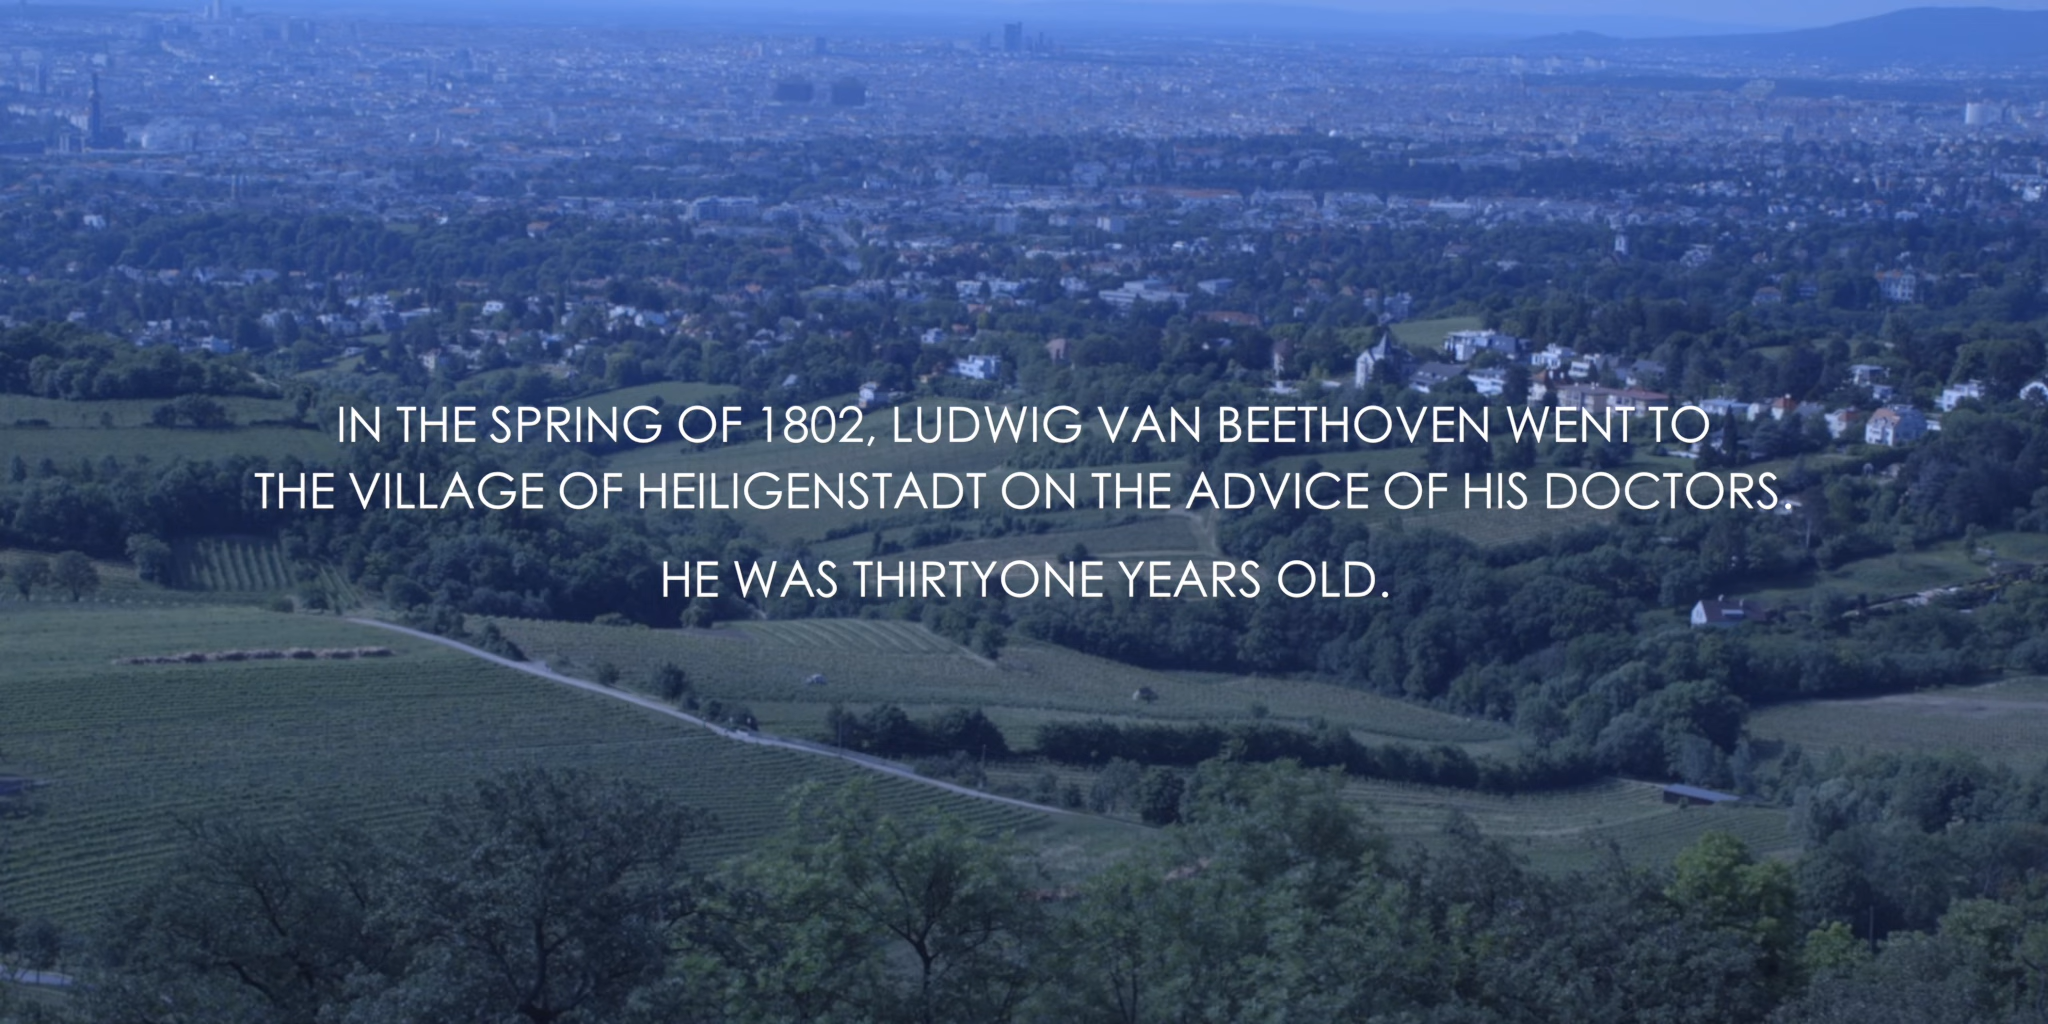 IN THE SPRING OF 1802, LUDWIG VAN BEETHOVEN WENT TO
THE VILLAGE OF HEILIGENSTADT ON THE ADVICE OF HIS DOCTORS.
HE WAS THIRTYONE YEARS OLD.